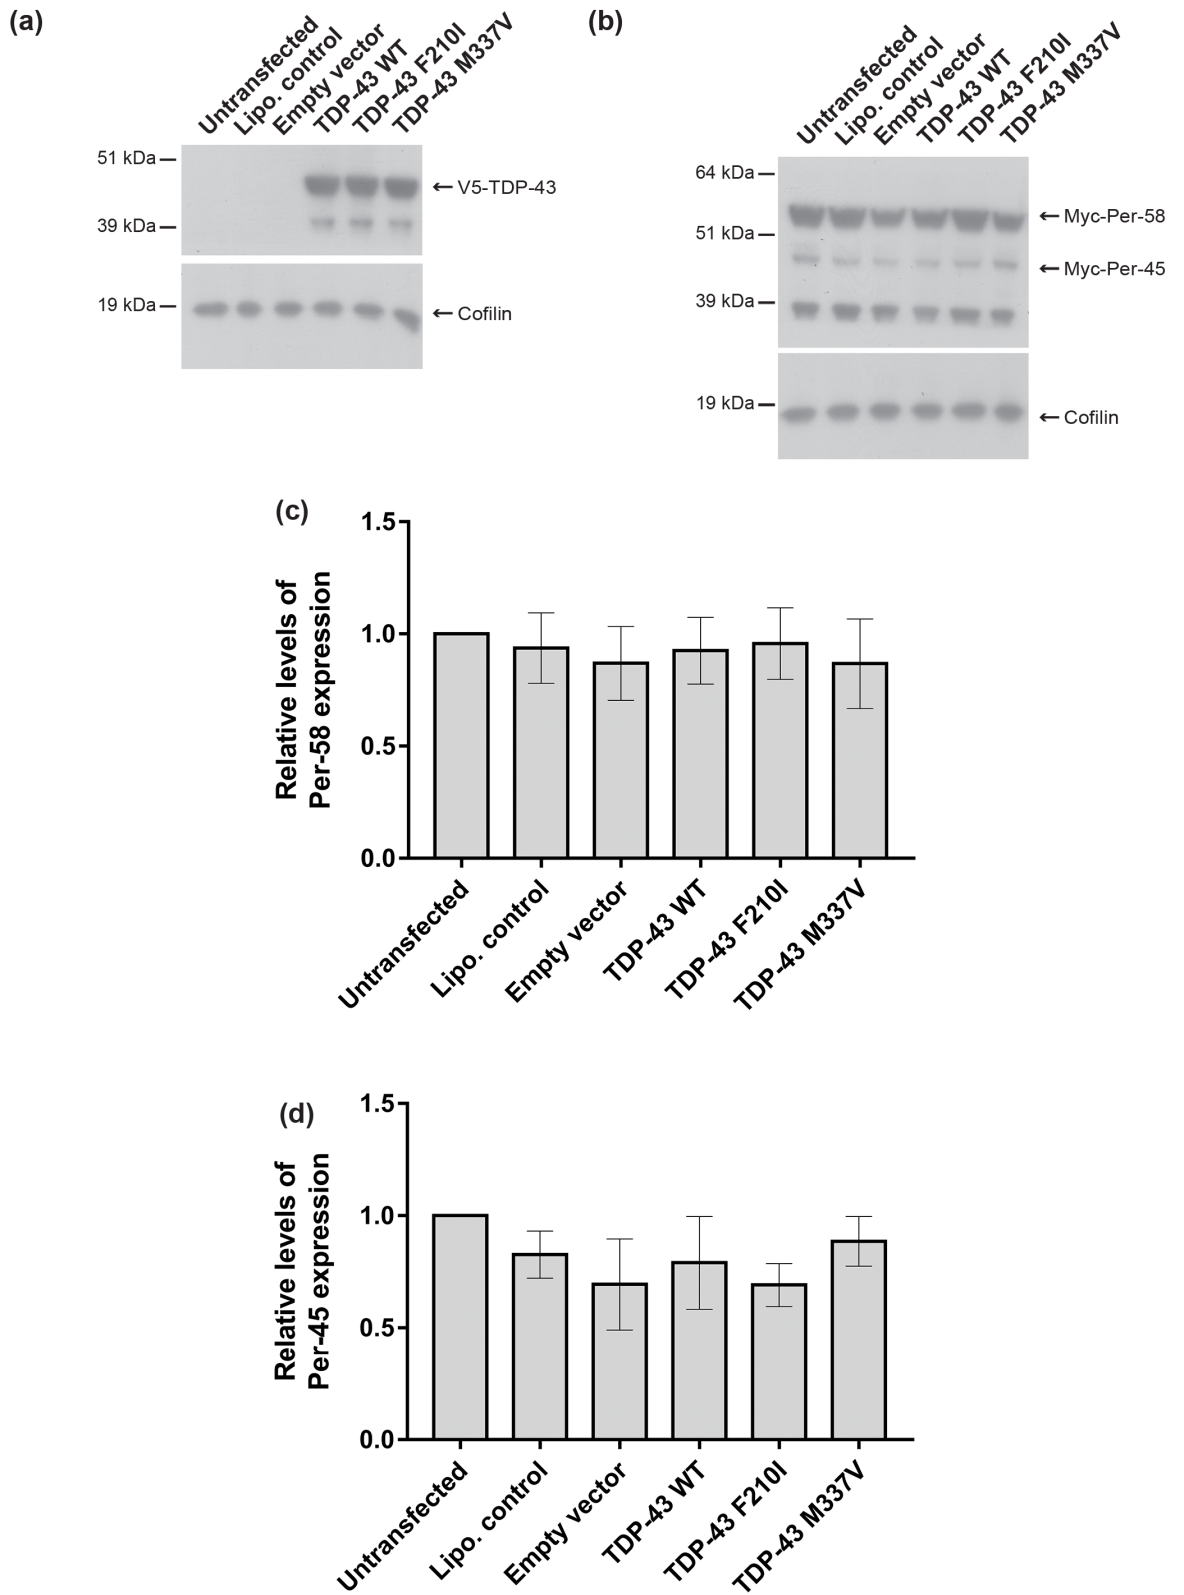 (a)
Untransfected
Lipo. control
Empty vector
TDP-43 WT
TDP-43 F210I
TDP-43 M337V
51 kDa
V5-TDP-43
39 kDa
19 kDa
Cofilin
(b)
Untransfected
Lipo. control
Empty vector
TDP-43 WT
TDP-43 F210I
TDP-43 M337V
64 kDa
Myc-Per-58
51 kDa
Myc-Per-45
39 kDa
19 kDa
Cofilin
(c)
Relative levels of
Per-58 expression
1.5
1.0
0.5
0.0
Untransfected
Lipo. control
Empty vector
TDP-43 WT
TDP-43 F210I
TDP-43 M337V
(d)
Relative levels of
Per-45 expression
1.5
1.0
0.5
0.0
Untransfected
Lipo. control
Empty vector
TDP-43 WT
TDP-43 F210I
TDP-43 M337V